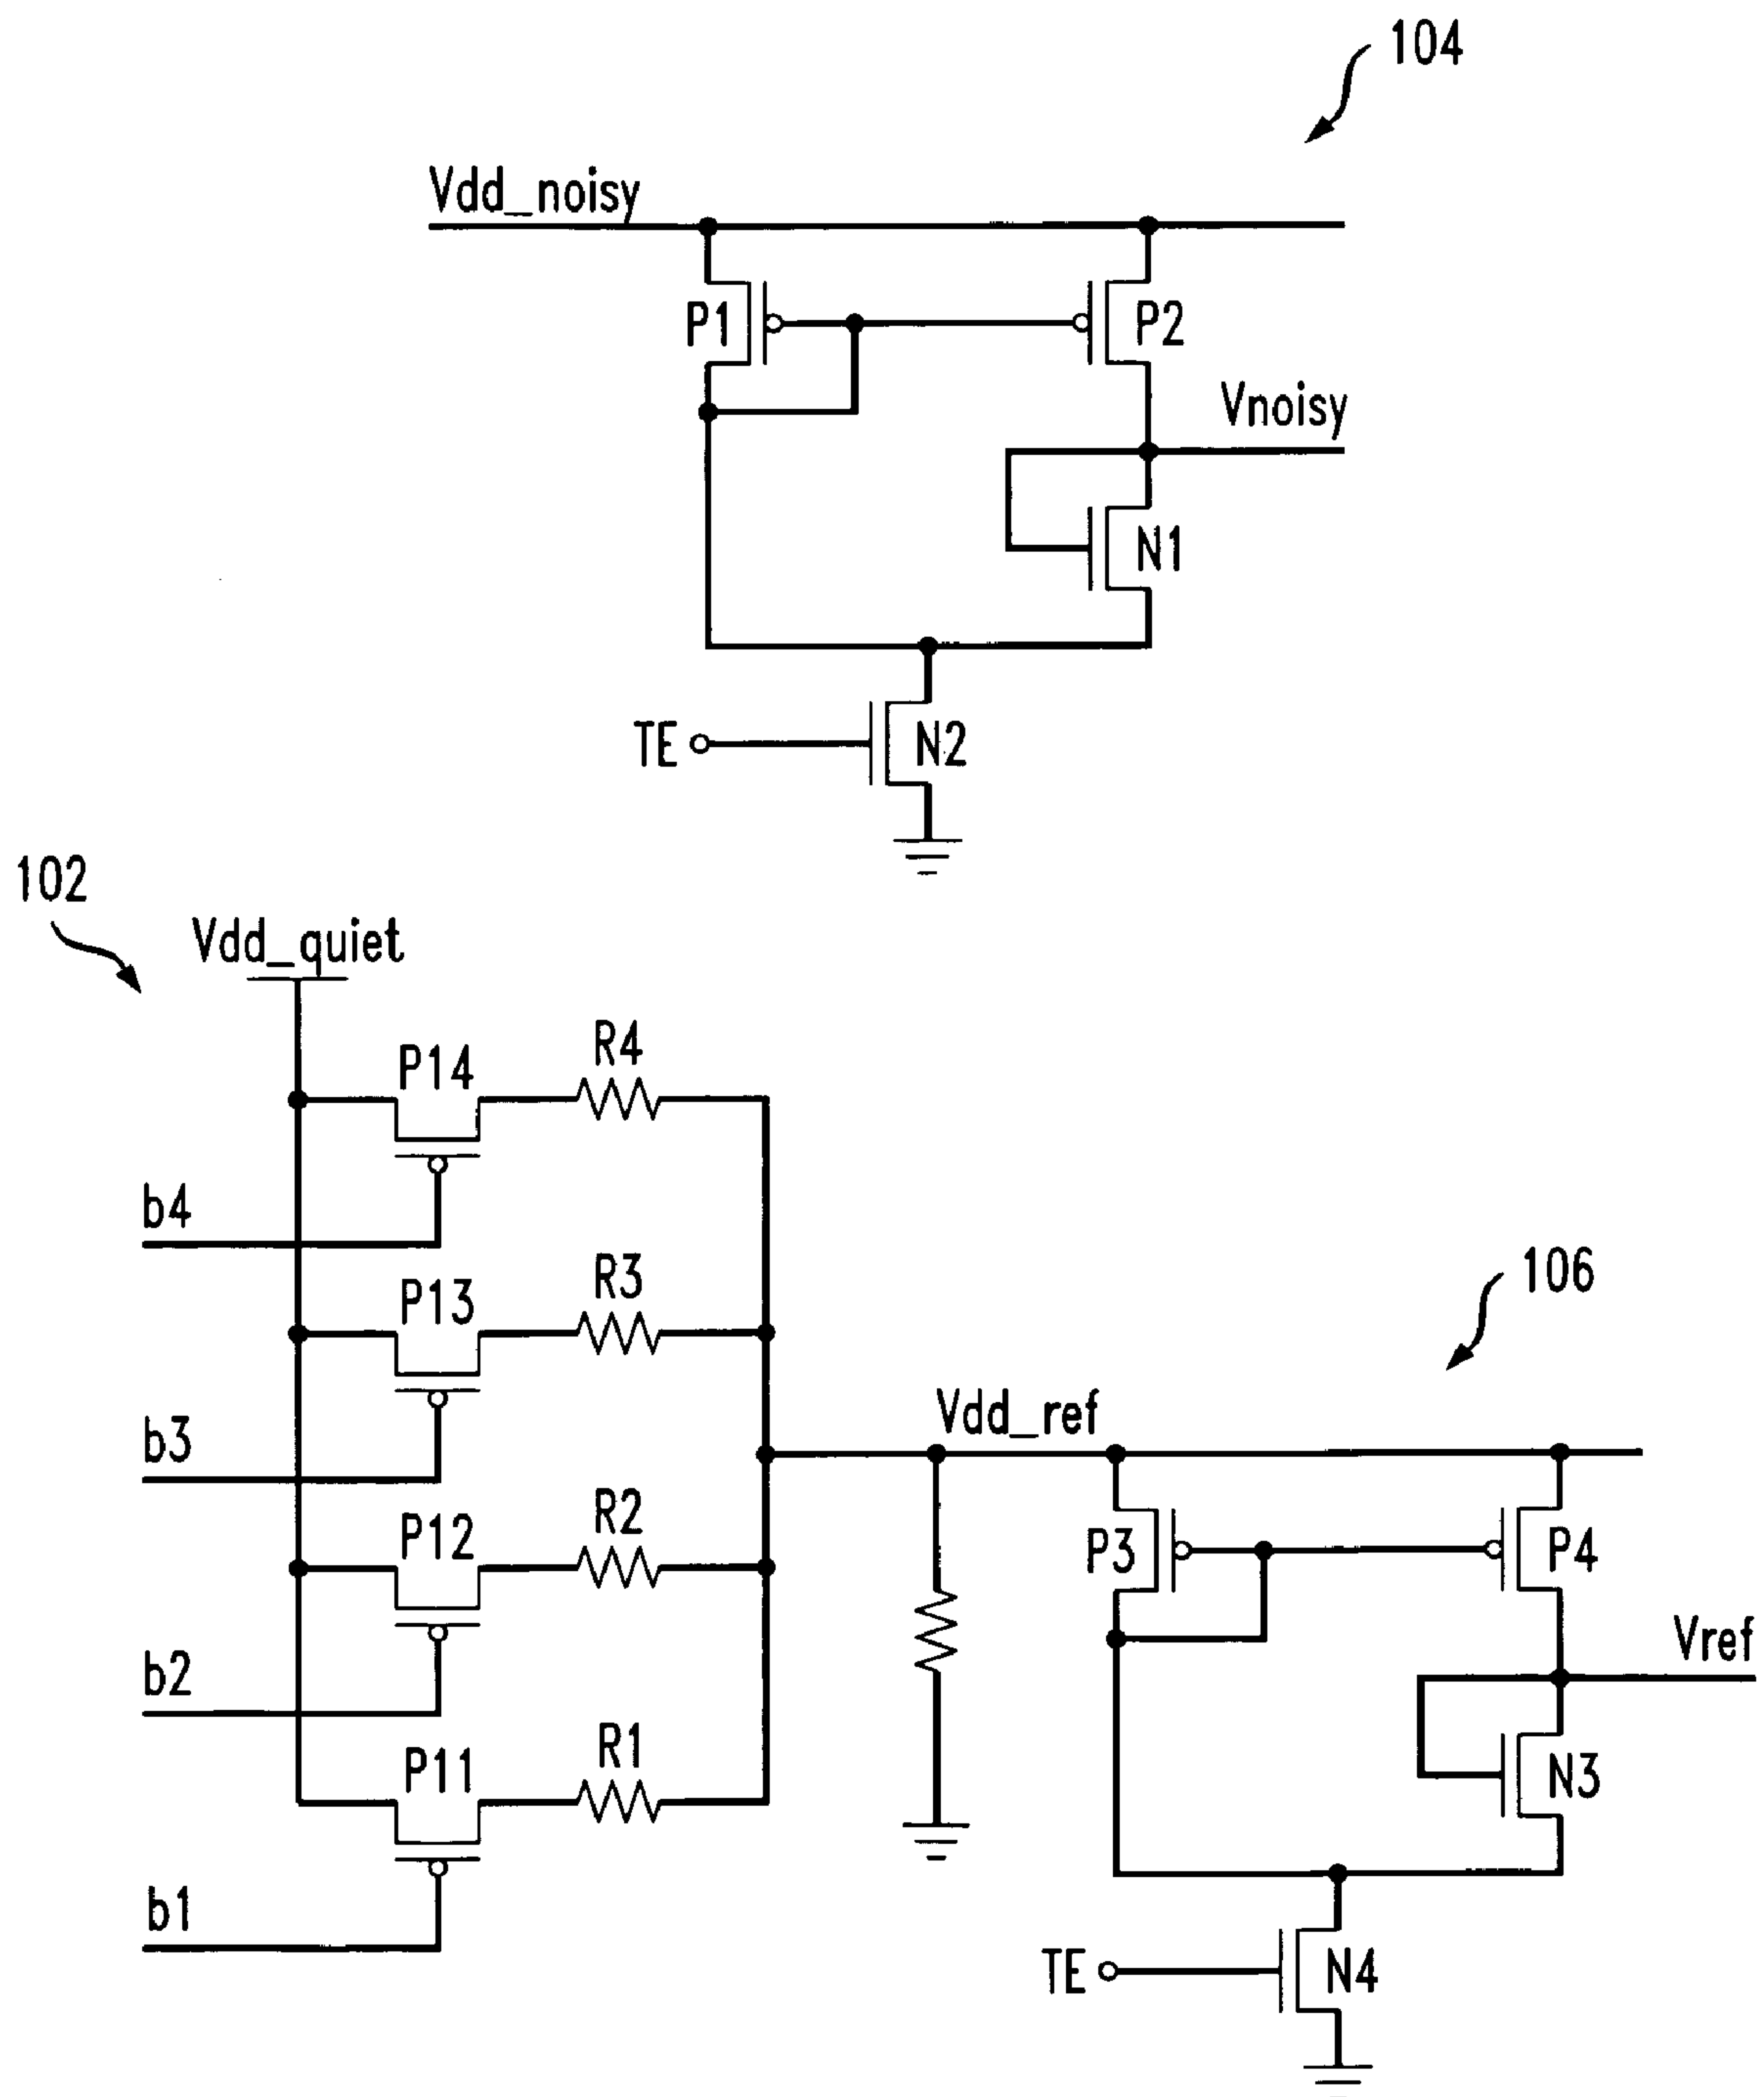 104
Vdd_noisy
P1
P2
Vnoisy
N1
TE
N2
102
Vdd_quiet
P14
R4
b4
P13
R3
b3
106
Vdd_ref
P12
R2
P3
P4
b2
Vref
P11
R1
N3
b1
TE
N4